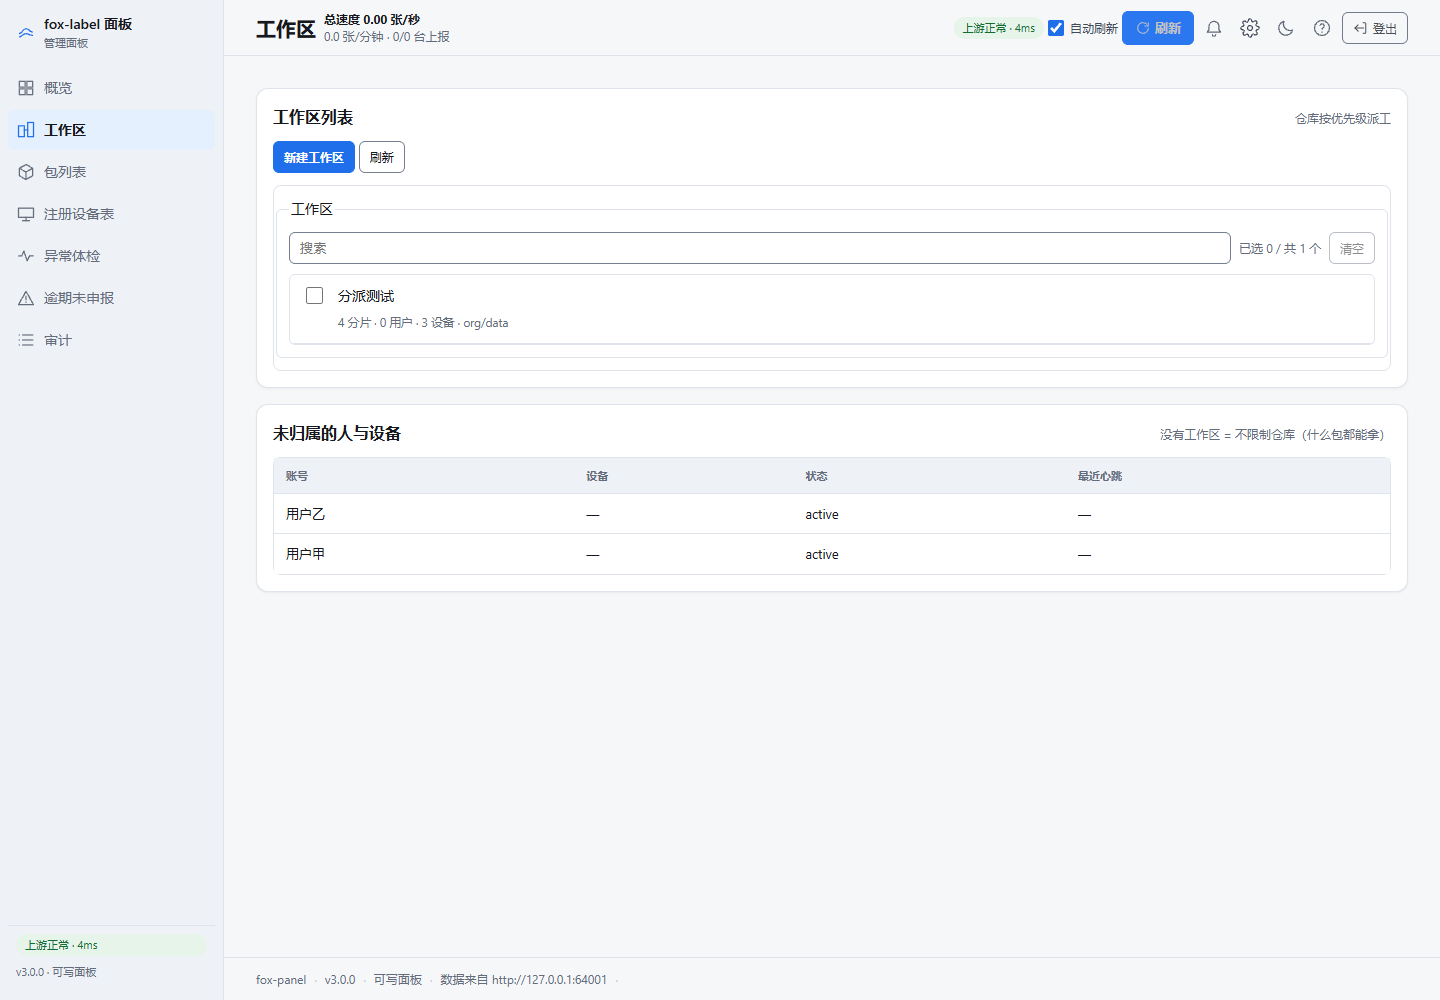 fox-label 面板
管理面板
概览
工作区
包列表
注册设备表
异常体检
逾期未申报
审计
上游正常 · 4ms
v3.0.0 · 可写面板
工作区
总速度 0.00 张/秒
0.0 张/分钟 · 0/0 台上报
上游正常 · 4ms
自动刷新
刷新
登出
工作区列表
仓库按优先级派工
新建工作区
刷新
工作区
搜索
已选 0 / 共 1 个
清空
分派测试
4 分片 · 0 用户 · 3 设备 · org/data
未归属的人与设备
没有工作区 = 不限制仓库（什么包都能拿）
账号 设备 状态 最近心跳
用户乙 — active —
用户甲 — active —
fox-panel · v3.0.0 · 可写面板 · 数据来自 http://127.0.0.1:64001 ·